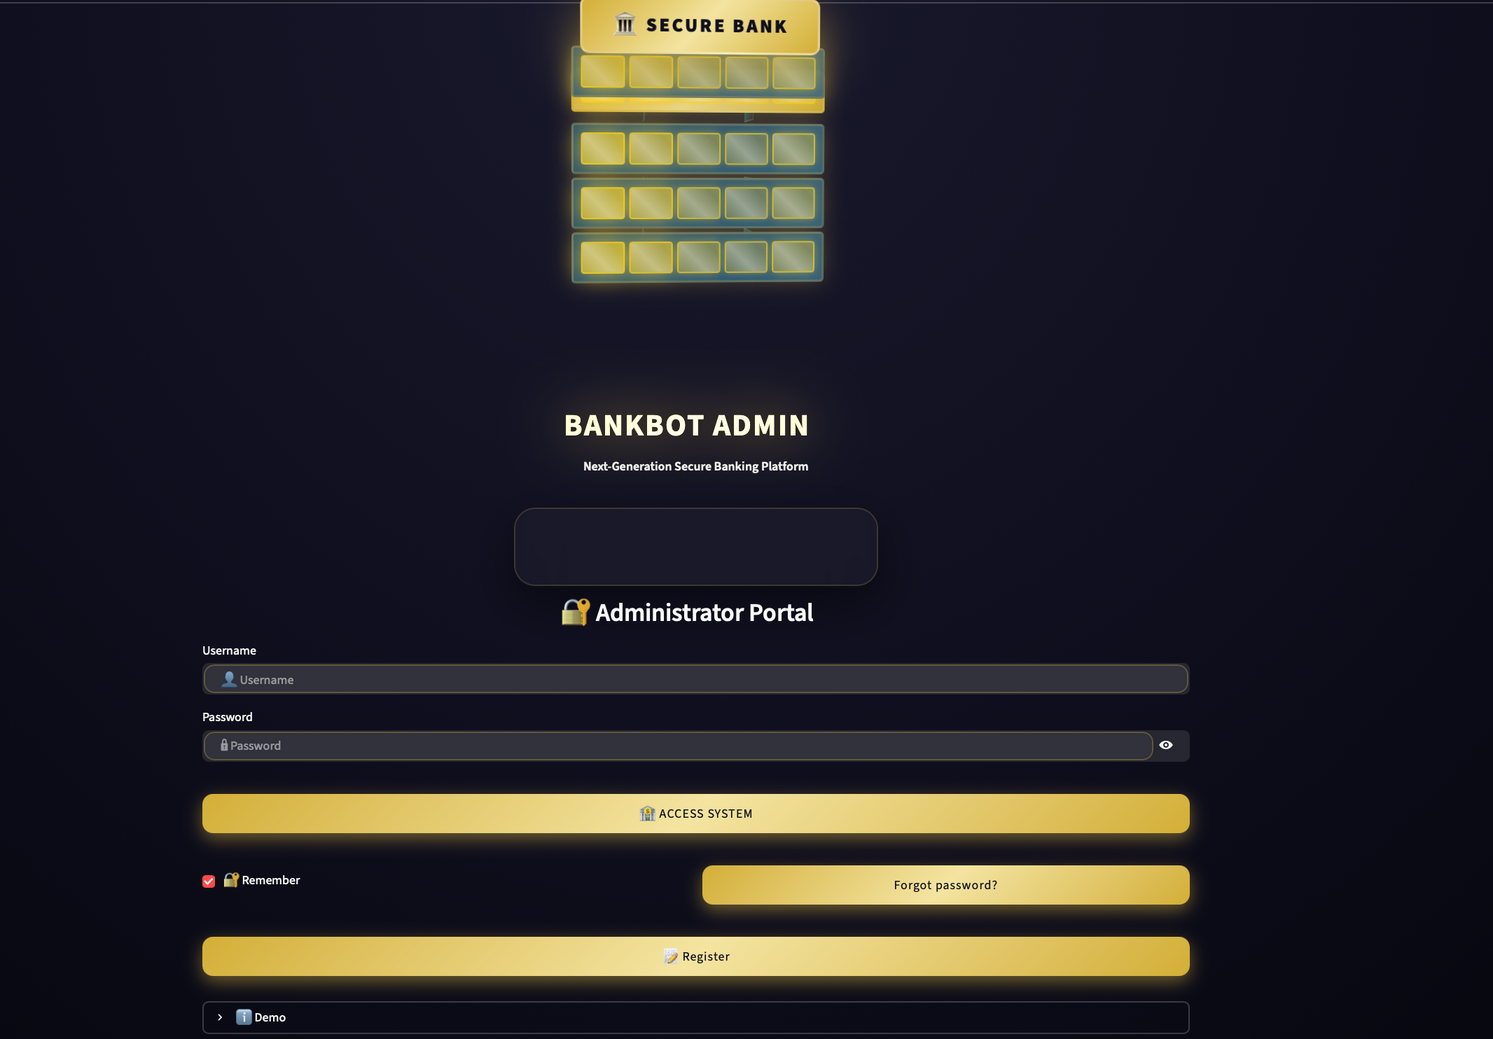 SECURE BANK
BANKBOT ADMIN
Next-Generation Secure Banking Platform
Administrator Portal
Username
Username
Password
Password
ACCESS SYSTEM
Remember
Forgot password?
Register
Demo